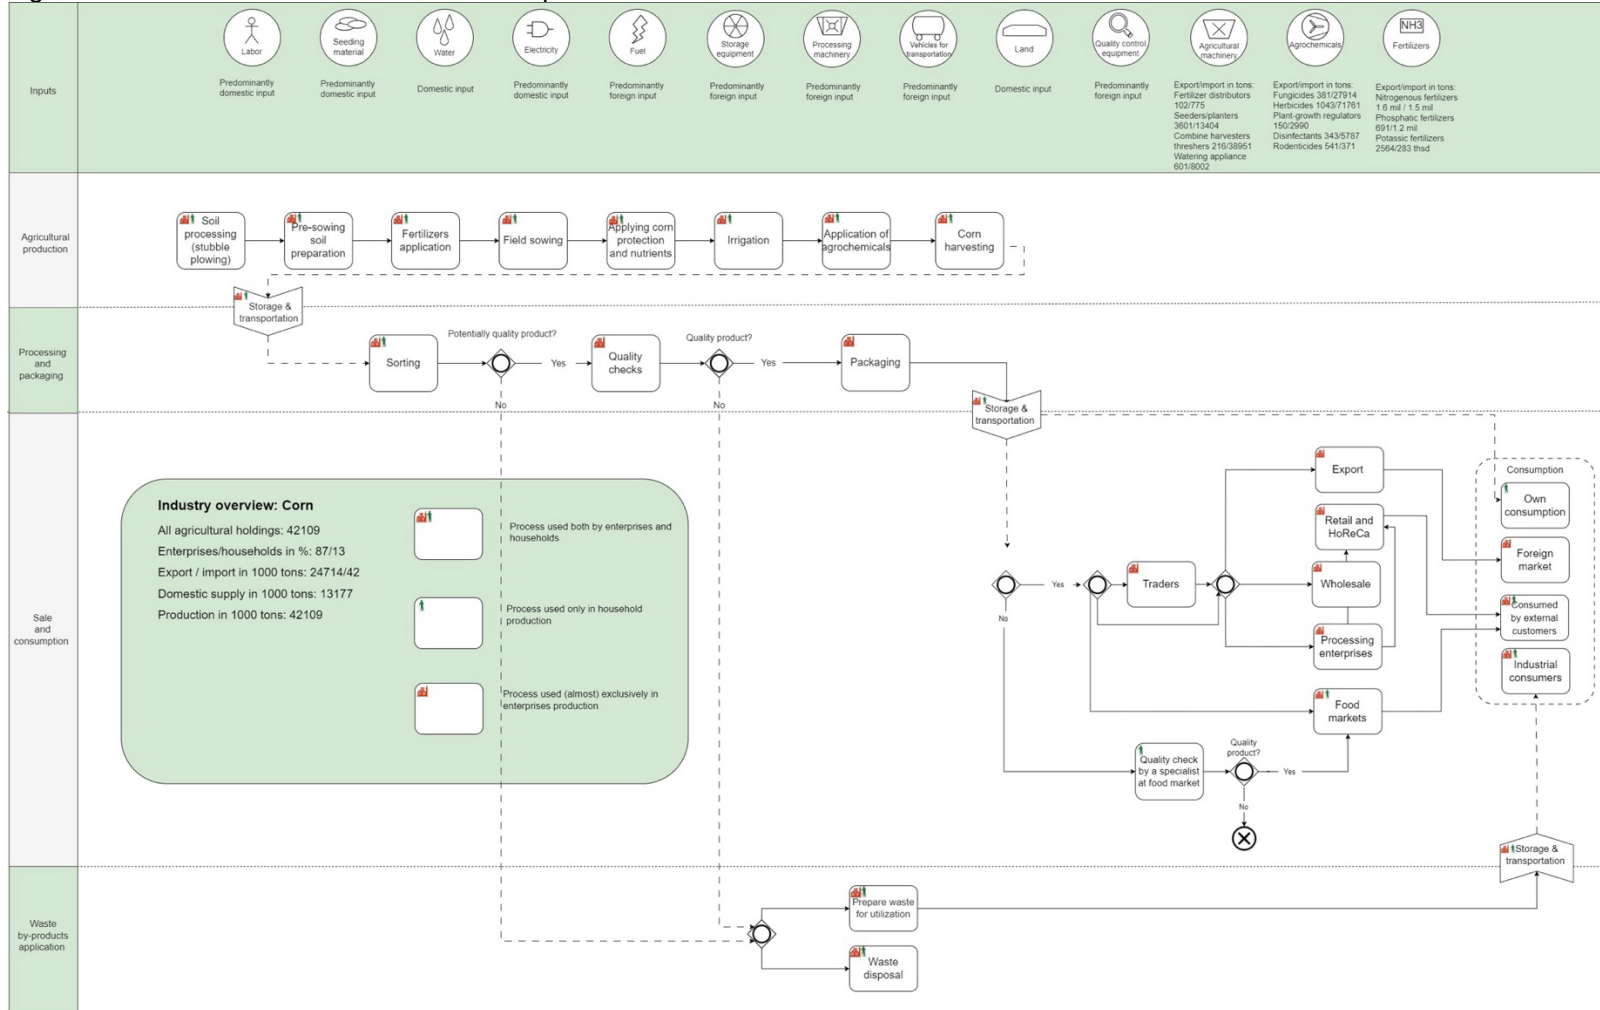 Inputs
Labor
Seeding
material
Water
Electricity
Fuel
Storage
equipment
Processing
machinery
Vehicles for
transportation
Land
Quality control
equipment
Agricultural
machinery
Agrochemicals
NH3
Fertilizers
Predominantly
domestic input
Predominantly
domestic input
Domestic input
Predominantly
domestic input
Predominantly
foreign input
Predominantly
foreign input
Predominantly
foreign input
Predominantly
foreign input
Domestic input
Predominantly
foreign input
Export/import in tons:
Fertilizer distributors
102/775
Seeders/planters
3601/13404
Combine harvesters
threshers 216/38951
Watering appliance
601/8002
Export/import in tons:
Fungicides 381/27914
Herbicides 1043/71761
Plant-growth regulators
150/2990
Disinfectants 343/5787
Rodenticides 541/371
Export/import in tons:
Nitrogenous fertilizers
1.6 mil / 1.5 mil
Phosphatic fertilizers
691/1.2 mil
Potassic fertilizers
2564/283 thsd
Agricultural
production
Soil
processing
(stubble
plowing)
Pre-sowing
soil
preparation
Fertilizers
application
Field sowing
Applying corn
protection
and nutrients
Irrigation
Application of
agrochemicals
Corn
harvesting
Storage &
transportation
Processing
and
packaging
Sorting
Potentially quality product?
Yes
No
Quality
checks
Quality product?
Yes
No
Packaging
Storage &
transportation
Sale
and
consumption
Industry overview: Corn
All agricultural holdings: 42109
Enterprises/households in %: 87/13
Export / import in 1000 tons: 24714/42
Domestic supply in 1000 tons: 13177
Production in 1000 tons: 42109
Process used both by enterprises and
households
Process used only in household
production
Process used (almost) exclusively in
enterprises production
Yes
No
Traders
Export
Retail and
HoReCa
Wholesale
Processing
enterprises
Food
markets
Quality check
by a specialist
at food market
Quality
product?
Yes
No
Consumption
Own
consumption
Foreign
market
Consumed
by external
customers
Industrial
consumers
Storage &
transportation
Waste
by-products
application
Prepare waste
for utilization
Waste
disposal